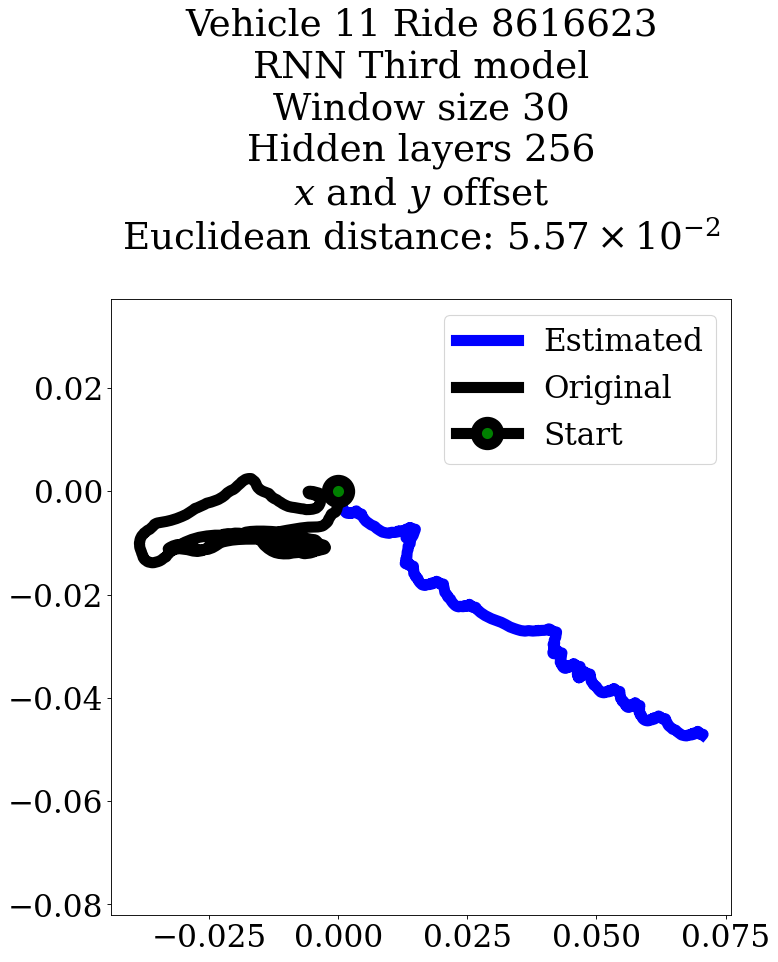 Vehicle 11 Ride 8616623
RNN Third model
Window size 30
Hidden layers 256
x and y offset
Euclidean distance: 5.57 × 10⁻²
Estimated
Original
Start
0.02
0.00
−0.02
−0.04
−0.06
−0.08
−0.025 0.000 0.025 0.050 0.075